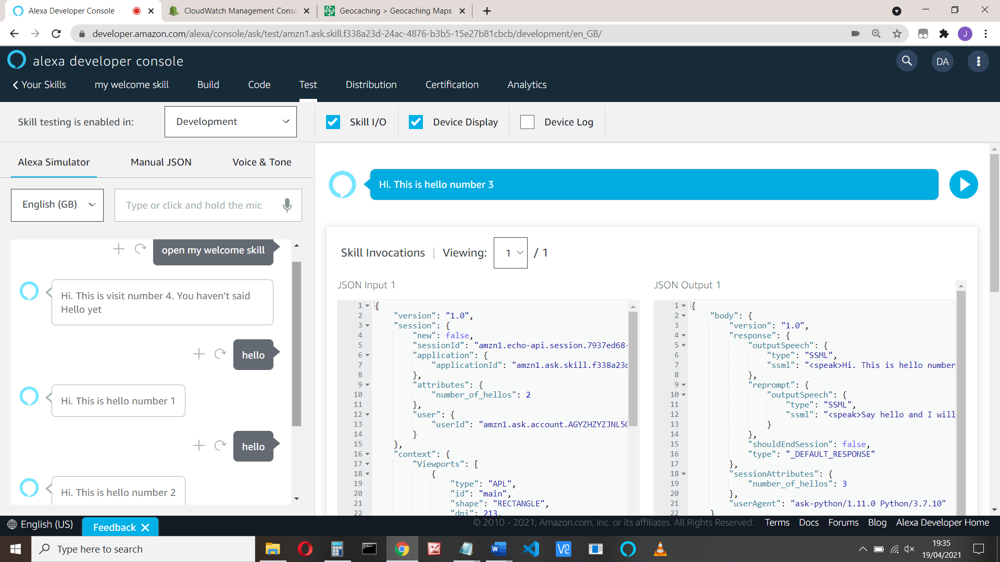 Alexa Developer Console
CloudWatch Management Conso
Geocaching > Geocaching Maps
developer.amazon.com/alexa/console/ask/test/amzn1.ask.skill.f338a23d-24ac-4876-b3b5-15e27b81cbcb/development/en_GB/
J
alexa developer console
DA
Your Skills
my welcome skill
Build
Code
Test
Distribution
Certification
Analytics
Skill testing is enabled in:
Development
Skill I/O
Device Display
Device Log
Alexa Simulator
Manual JSON
Voice & Tone
English (GB)
Type or click and hold the mic
open my welcome skill
Hi. This is visit number 4. You haven't said
Hello yet
hello
Hi. This is hello number 1
hello
Hi. This is hello number 2
Hi. This is hello number 3
Skill Invocations | Viewing: 1 / 1
JSON Input 1
1 {
2 "version": "1.0",
3 "session": {
4 "new": false,
5 "sessionId": "amzn1.echo-api.session.7937ed68-
6 "application": {
7 "applicationId": "amzn1.ask.skill.f338a23d
8 },
9 "attributes": {
10 "number_of_hellos": 2
11 },
12 "user": {
13 "userId": "amzn1.ask.account.AGYZHZYZJNL5O
14 }
15 },
16 "context": {
17 "Viewports": [
18 {
19 "type": "APL",
20 "id": "main",
21 "shape": "RECTANGLE",
22 "dpi": 213,
JSON Output 1
1 {
2 "body": {
3 "version": "1.0",
4 "response": {
5 "outputSpeech": {
6 "type": "SSML",
7 "ssml": "<speak>Hi. This is hello number
8 },
9 "reprompt": {
10 "outputSpeech": {
11 "type": "SSML",
12 "ssml": "<speak>Say hello and I will
13 }
14 },
15 "shouldEndSession": false,
16 "type": "_DEFAULT_RESPONSE"
17 },
18 "sessionAttributes": {
19 "number_of_hellos": 3
20 },
21 "userAgent": "ask-python/1.11.0 Python/3.7.10"
22 }
English (US)
Feedback
© 2010 - 2021, Amazon.com, Inc. or its affiliates. All Rights Reserved.
Terms
Docs
Forums
Blog
Alexa Developer Home
Type here to search
19:35
19/04/2021